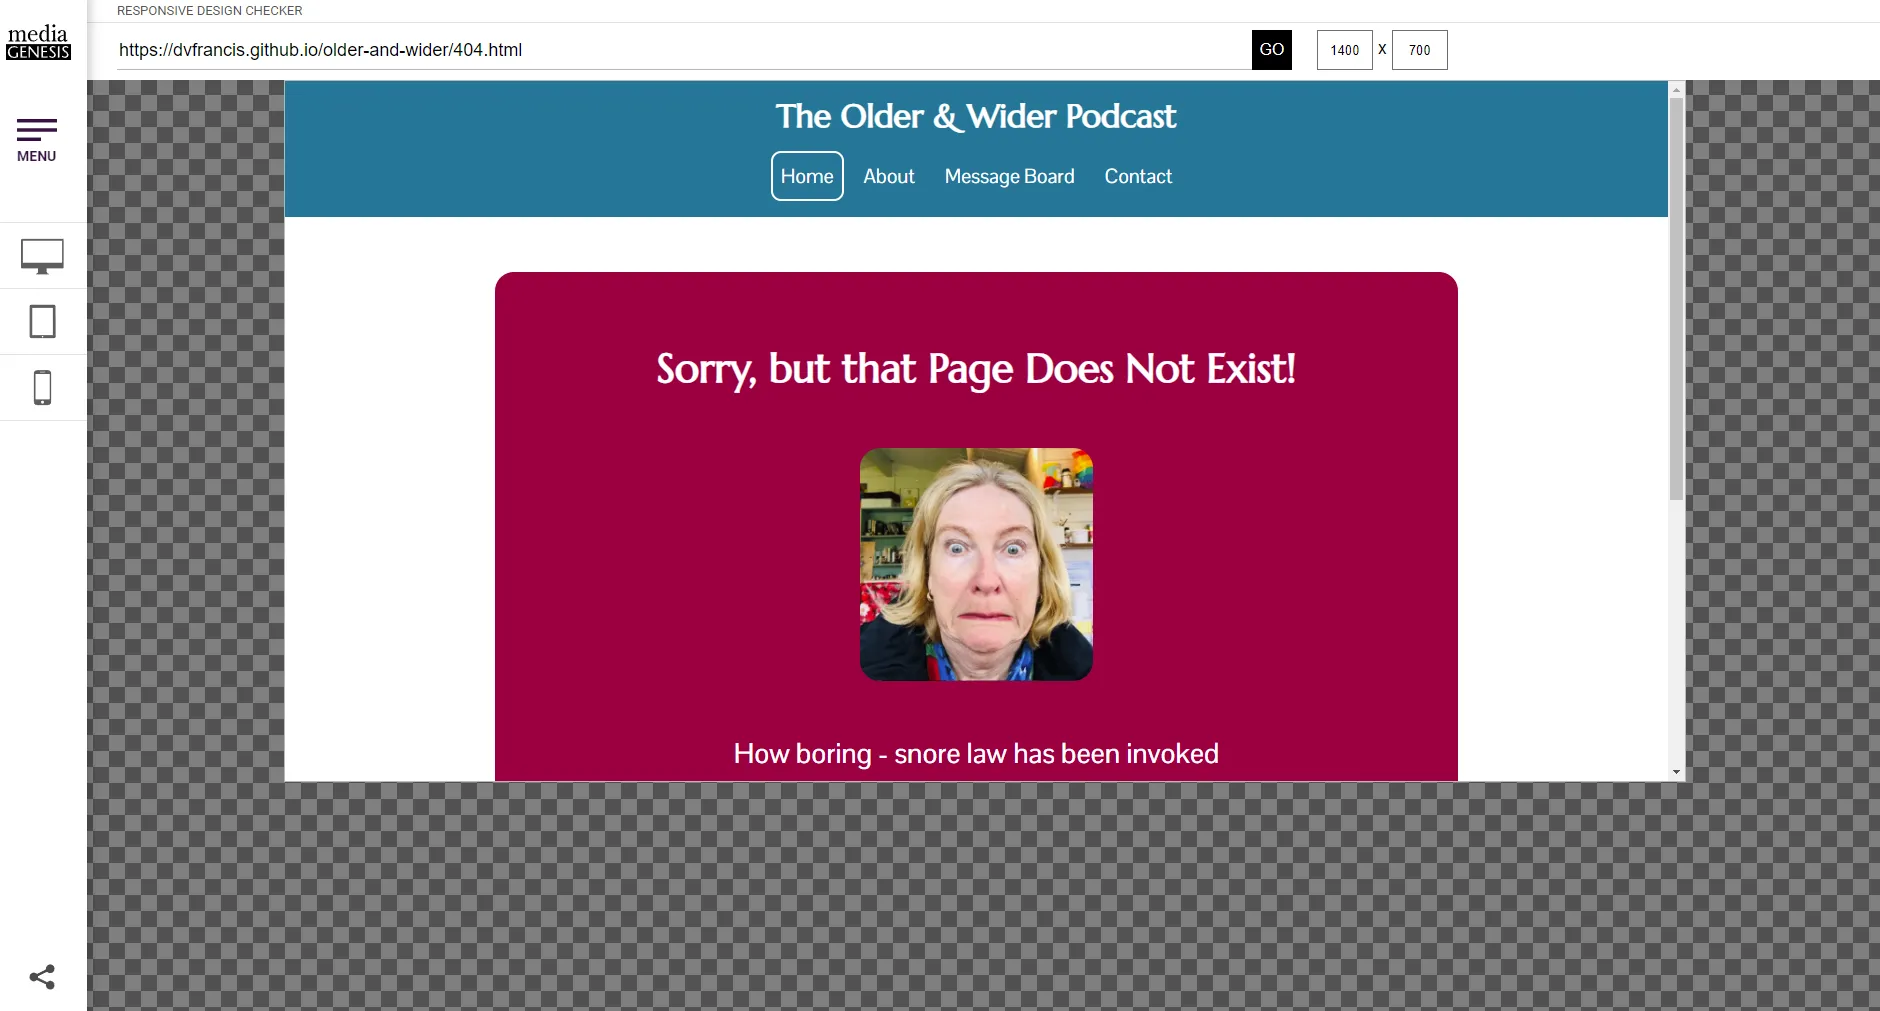 RESPONSIVE DESIGN CHECKER
media
GENESIS
https://dvfrancis.github.io/older-and-wider/404.html
GO
1400 X 700
MENU
The Older & Wider Podcast
Home About Message Board Contact
Sorry, but that Page Does Not Exist!
How boring - snore law has been invoked